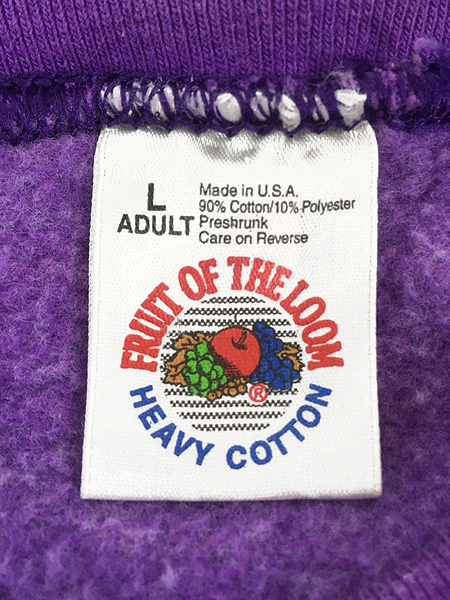 L
ADULT
Made in U.S.A.
90% Cotton/10% Polyester
Preshrunk
Care on Reverse
FRUIT OF THE LOOM
®
HEAVY COTTON